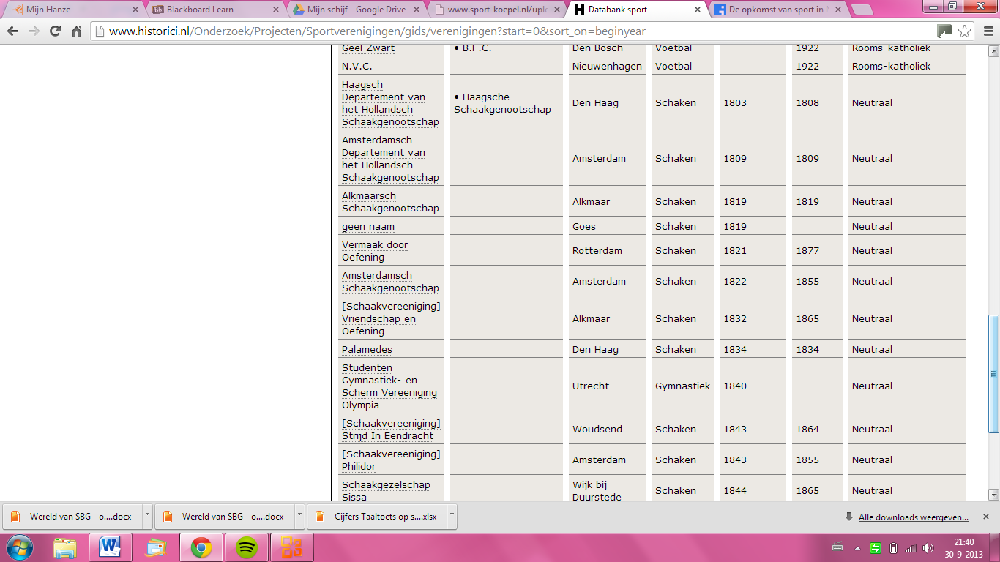 Mijn Hanze
Blackboard Learn
Mijn schijf - Google Drive
www.sport-koepel.nl/uplo
Databank sport
De opkomst van sport in N
www.historici.nl/Onderzoek/Projecten/Sportverenigingen/gids/verenigingen?start=0&sort_on=beginyear
Geel Zwart • B.F.C. Den Bosch Voetbal 1922 Rooms-katholiek
N.V.C. Nieuwenhagen Voetbal 1922 Rooms-katholiek
Haagsch
Departement van
het Hollandsch
Schaakgenootschap
• Haagsche
Schaakgenootschap
Den Haag Schaken 1803 1808 Neutraal
Amsterdamsch
Departement van
het Hollandsch
Schaakgenootschap
Amsterdam Schaken 1809 1809 Neutraal
Alkmaarsch
Schaakgenootschap
Alkmaar Schaken 1819 1819 Neutraal
geen naam Goes Schaken 1819 Neutraal
Vermaak door
Oefening
Rotterdam Schaken 1821 1877 Neutraal
Amsterdamsch
Schaakgenootschap
Amsterdam Schaken 1822 1855 Neutraal
[Schaakvereeniging]
Vriendschap en
Oefening
Alkmaar Schaken 1832 1865 Neutraal
Palamedes Den Haag Schaken 1834 1834 Neutraal
Studenten
Gymnastiek- en
Scherm Vereeniging
Olympia
Utrecht Gymnastiek 1840 Neutraal
[Schaakvereeniging]
Strijd In Eendracht
Woudsend Schaken 1843 1864 Neutraal
[Schaakvereeniging]
Philidor
Amsterdam Schaken 1843 1855 Neutraal
Schaakgezelschap
Sissa
Wijk bij
Duurstede
Schaken 1844 1865 Neutraal
Wereld van SBG - o....docx
Wereld van SBG - o....docx
Cijfers Taaltoets op s....xlsx
Alle downloads weergeven...
21:40
30-9-2013